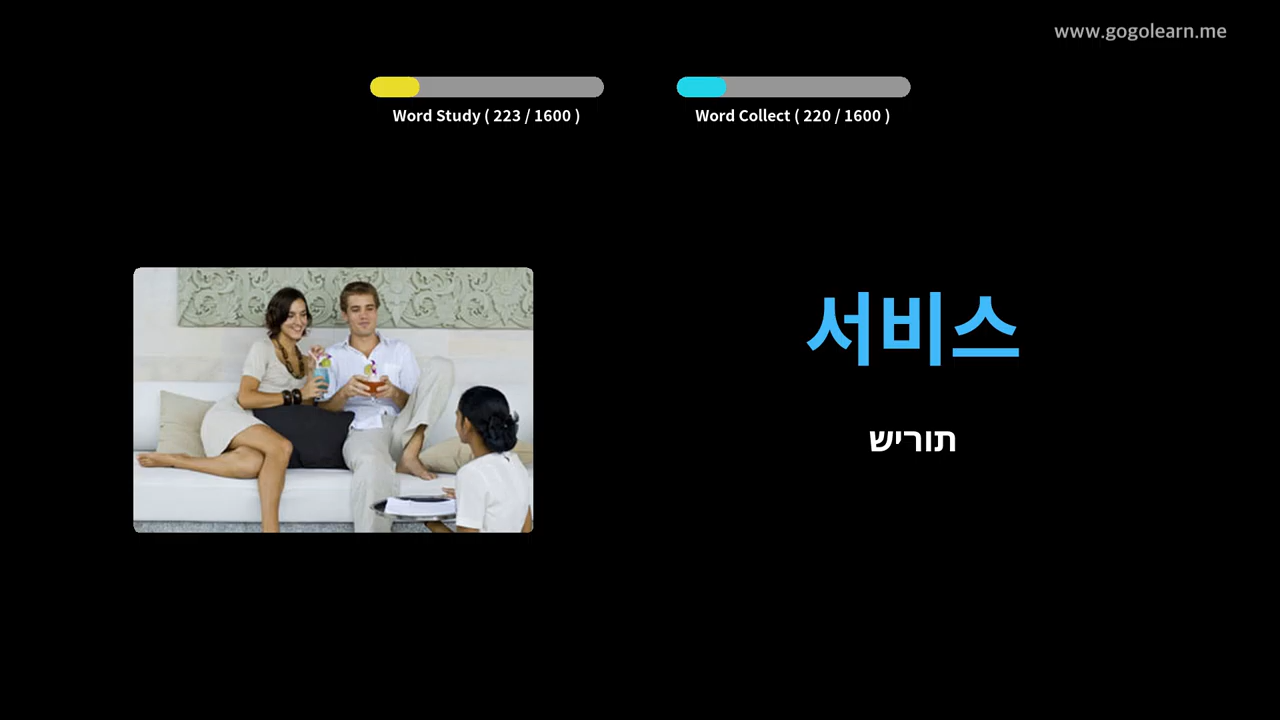 www.gogolearn.me
Word Study ( 223 / 1600 )
Word Collect ( 220 / 1600 )
서비스
תוריש